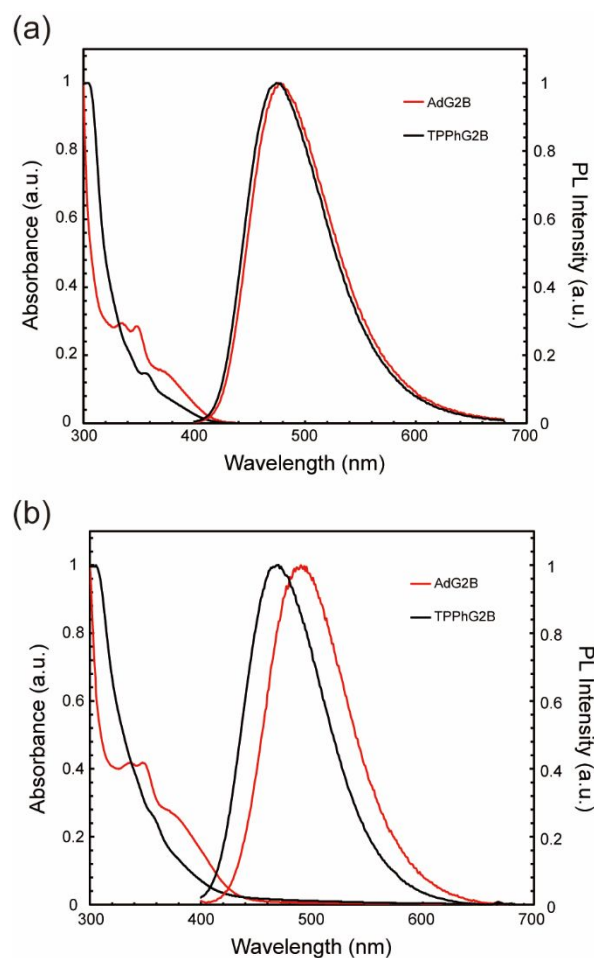 (a)
1
0.8
0.6
0.4
0.2
0
Absorbance (a.u.)
AdG2B
TPPhG2B
1
0.8
0.6
0.4
0.2
0
PL Intensity (a.u.)
300 400 500 600 700
Wavelength (nm)
(b)
1
0.8
0.6
0.4
0.2
0
Absorbance (a.u.)
AdG2B
TPPhG2B
1
0.8
0.6
0.4
0.2
0
PL Intensity (a.u.)
300 400 500 600 700
Wavelength (nm)